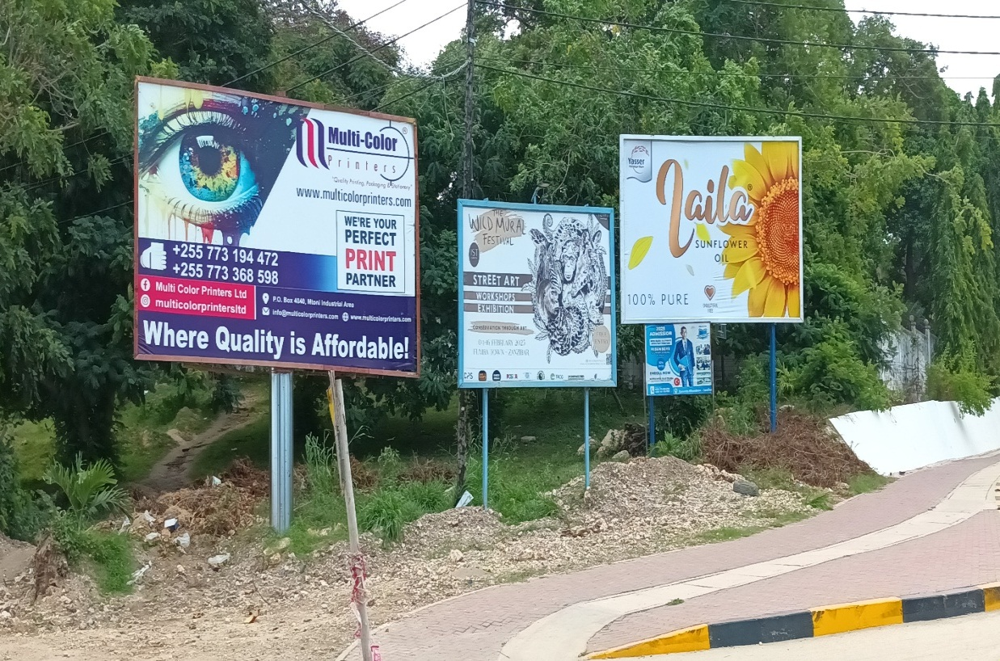 Multi-Color
®
Printers
"Quality Printing, Packaging & Stationery"
www.multicolorprinters.com
WE'RE YOUR
PERFECT
PRINT
PARTNER
+255 773 194 472
+255 773 368 598
Multi Color Printers Ltd
multicolorprintersltd
P.O. Box 4040, Mtoni Industrial Area
info@multicolorprinters.com
www.multicolorprinters.com
Where Quality is Affordable!
THE
WILD MURAL
FESTIVAL
1ST
STREET ART
WORKSHOPS
EXHIBITION
CONSERVATION THROUGH ART
FEBRUARY 2025
FUMBA TOWN - ZANZIBAR
CPS
Yasser
Laila®
SUNFLOWER
OIL
100% PURE
2025
ADMISSION
ENROLL NOW